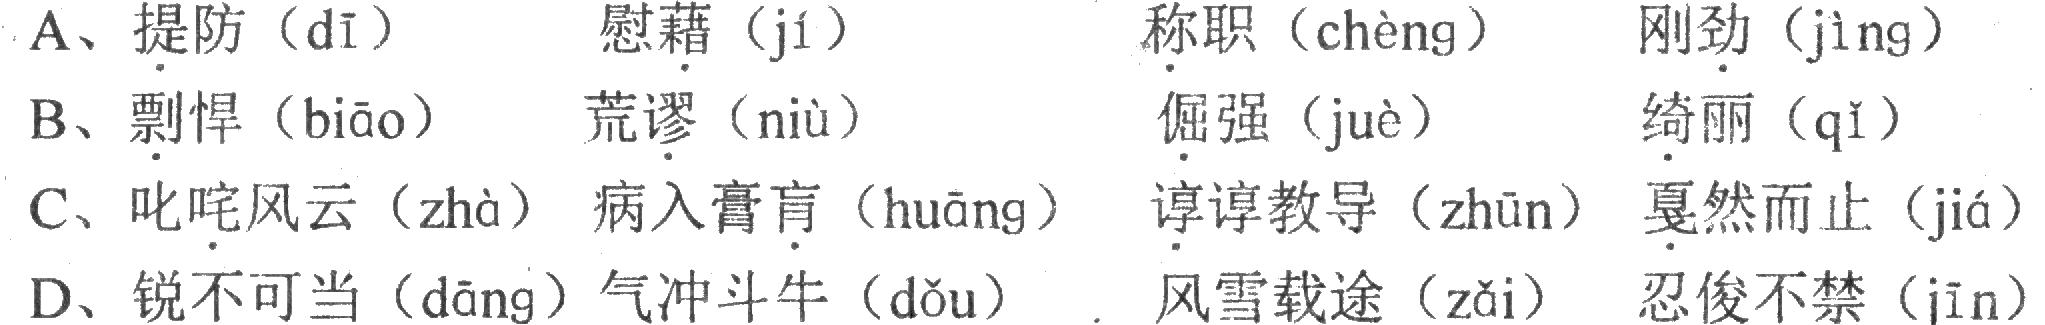 A、提防（dī） 慰藉（jí） 称职（chèng） 刚劲（jìng）
B、剽悍（biāo） 荒谬（niù） 倔强（juè） 绮丽（qǐ）
C、叱咤风云（zhà） 病入膏肓（huāng） 谆谆教导（zhūn） 戛然而止（jiá）
D、锐不可当（dāng） 气冲斗牛（dǒu） 风雪载途（zǎi） 忍俊不禁（jīn）